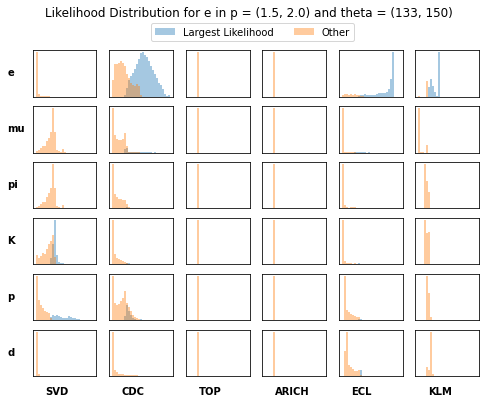 Likelihood Distribution for e in p = (1.5, 2.0) and theta = (133, 150)
Largest Likelihood Other
e
mu
pi
K
p
d
SVD CDC TOP ARICH ECL KLM